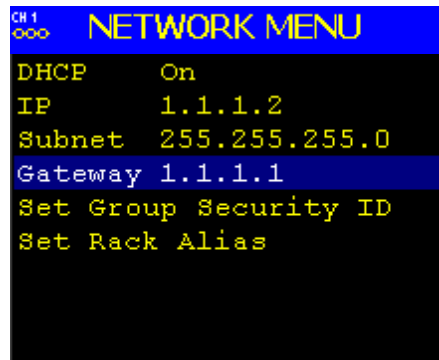 CH 1
ooo NETWORK MENU
DHCP On
IP 1.1.1.2
Subnet 255.255.255.0
Gateway 1.1.1.1
Set Group Security ID
Set Rack Alias